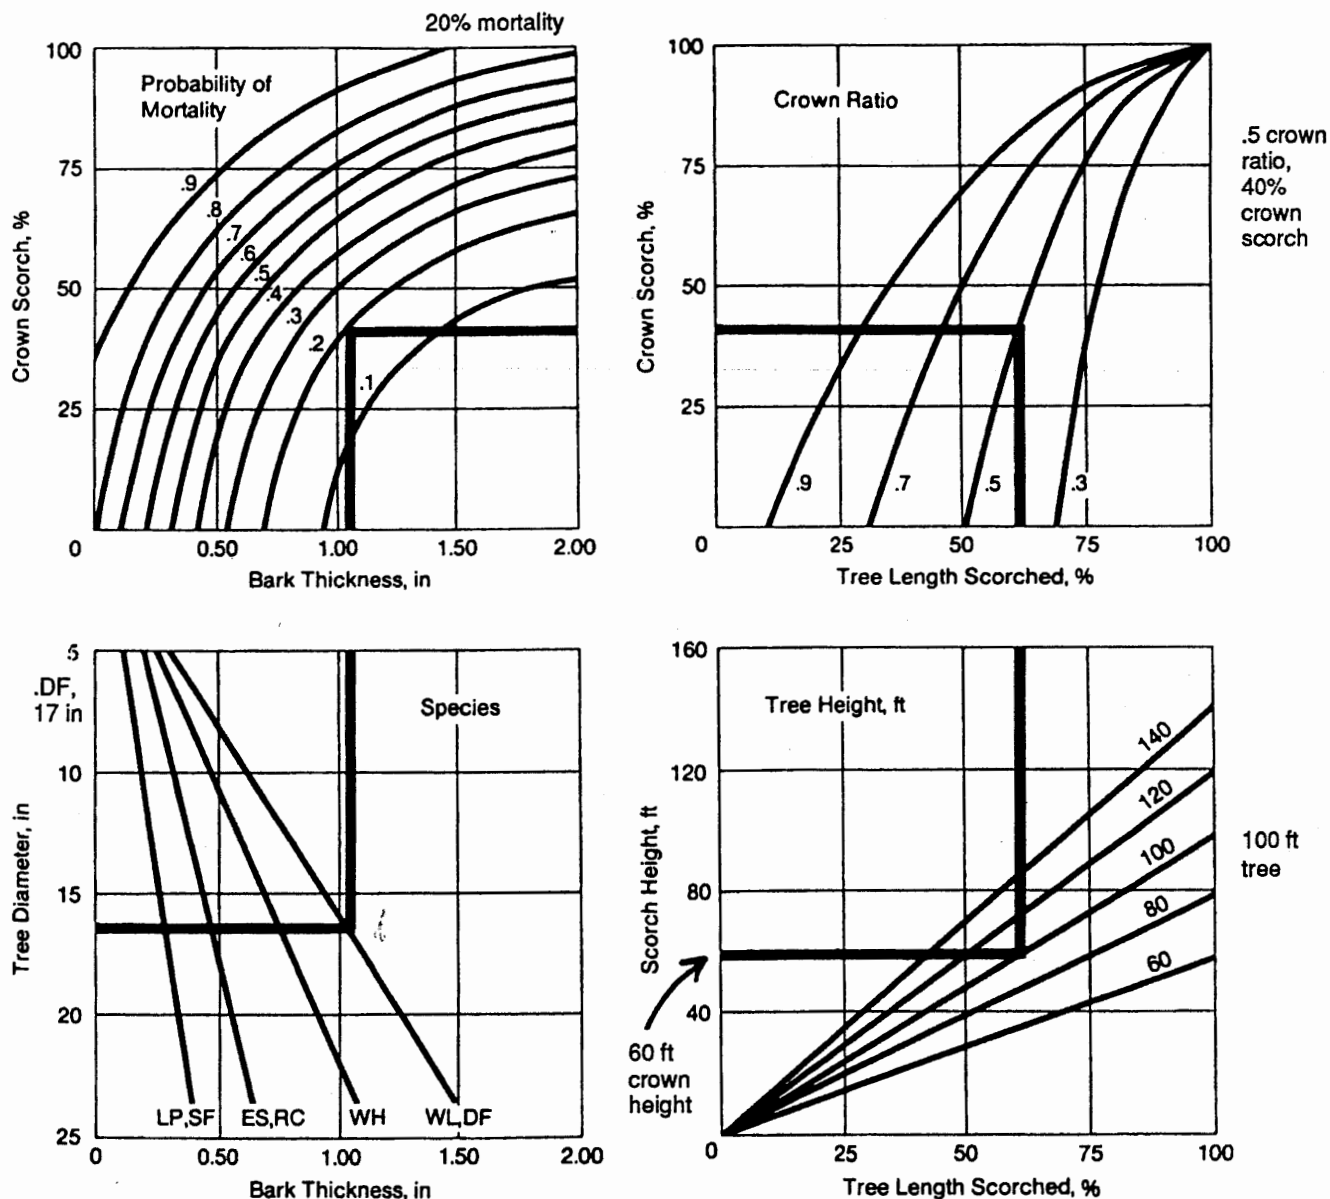 20% mortality
100
75
50
25
0
Crown Scorch, %
Probability of
Mortality
.9
.8
.7
.6
.5
.4
.3
.2
.1
0.50
1.00
1.50
2.00
Bark Thickness, in
100
75
50
25
0
Crown Scorch, %
Crown Ratio
.9
.7
.5
.3
25
50
75
100
Tree Length Scorched, %
.5 crown
ratio,
40%
crown
scorch
5
.DF,
17 in
10
15
20
25
Tree Diameter, in
Species
LP,SF
ES,RC
WH
WL,DF
0
0.50
1.00
1.50
2.00
Bark Thickness, in
160
120
80
40
0
Scorch Height, ft
Tree Height, ft
140
120
100
80
60
100 ft
tree
60 ft
crown
height
25
50
75
100
Tree Length Scorched, %